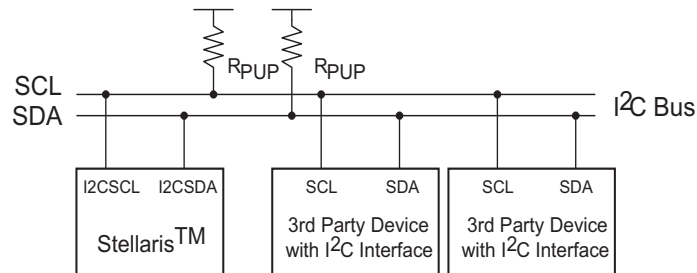 RPUP RPUP
SCL
SDA
I2C Bus
I2CSCL I2CSDA
Stellaris™
SCL SDA
3rd Party Device
with I2C Interface
SCL SDA
3rd Party Device
with I2C Interface